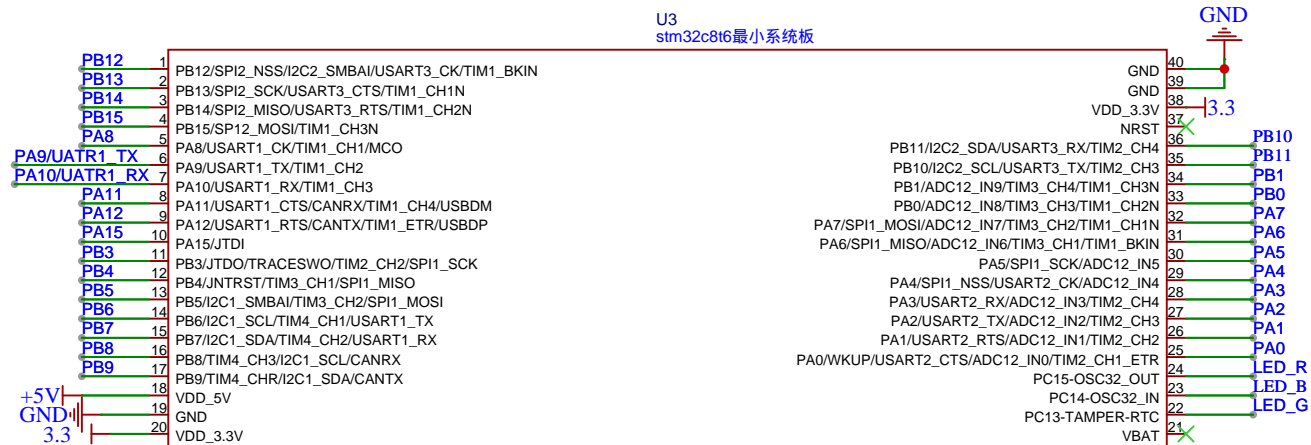 U3
stm32c8t6最小系统板
GND
PB12 1 PB12/SPI2_NSS/I2C2_SMBAI/USART3_CK/TIM1_BKIN
PB13 2 PB13/SPI2_SCK/USART3_CTS/TIM1_CH1N
PB14 3 PB14/SPI2_MISO/USART3_RTS/TIM1_CH2N
PB15 4 PB15/SP12_MOSI/TIM1_CH3N
PA8 5 PA8/USART1_CK/TIM1_CH1/MCO
PA9/UATR1_TX 6 PA9/USART1_TX/TIM1_CH2
PA10/UATR1_RX 7 PA10/USART1_RX/TIM1_CH3
PA11 8 PA11/USART1_CTS/CANRX/TIM1_CH4/USBDM
PA12 9 PA12/USART1_RTS/CANTX/TIM1_ETR/USBDP
PA15 10 PA15/JTDI
PB3 11 PB3/JTDO/TRACESWO/TIM2_CH2/SPI1_SCK
PB4 12 PB4/JNTRST/TIM3_CH1/SPI1_MISO
PB5 13 PB5/I2C1_SMBAI/TIM3_CH2/SPI1_MOSI
PB6 14 PB6/I2C1_SCL/TIM4_CH1/USART1_TX
PB7 15 PB7/I2C1_SDA/TIM4_CH2/USART1_RX
PB8 16 PB8/TIM4_CH3/I2C1_SCL/CANRX
PB9 17 PB9/TIM4_CHR/I2C1_SDA/CANTX
+5V 18 VDD_5V
GND 19 GND
3.3 20 VDD_3.3V
GND 40
GND 39
VDD_3.3V 38 3.3
NRST 37
PB11/I2C2_SDA/USART3_RX/TIM2_CH4 36 PB10
PB10/I2C2_SCL/USART3_TX/TIM2_CH3 35 PB11
PB1/ADC12_IN9/TIM3_CH4/TIM1_CH3N 34 PB1
PB0/ADC12_IN8/TIM3_CH3/TIM1_CH2N 33 PB0
PA7/SPI1_MOSI/ADC12_IN7/TIM3_CH2/TIM1_CH1N 32 PA7
PA6/SPI1_MISO/ADC12_IN6/TIM3_CH1/TIM1_BKIN 31 PA6
PA5/SPI1_SCK/ADC12_IN5 30 PA5
PA4/SPI1_NSS/USART2_CK/ADC12_IN4 29 PA4
PA3/USART2_RX/ADC12_IN3/TIM2_CH4 28 PA3
PA2/USART2_TX/ADC12_IN2/TIM2_CH3 27 PA2
PA1/USART2_RTS/ADC12_IN1/TIM2_CH2 26 PA1
PA0/WKUP/USART2_CTS/ADC12_IN0/TIM2_CH1_ETR 25 PA0
PC15-OSC32_OUT 24 LED_R
PC14-OSC32_IN 23 LED_B
PC13-TAMPER-RTC 22 LED_G
VBAT 21